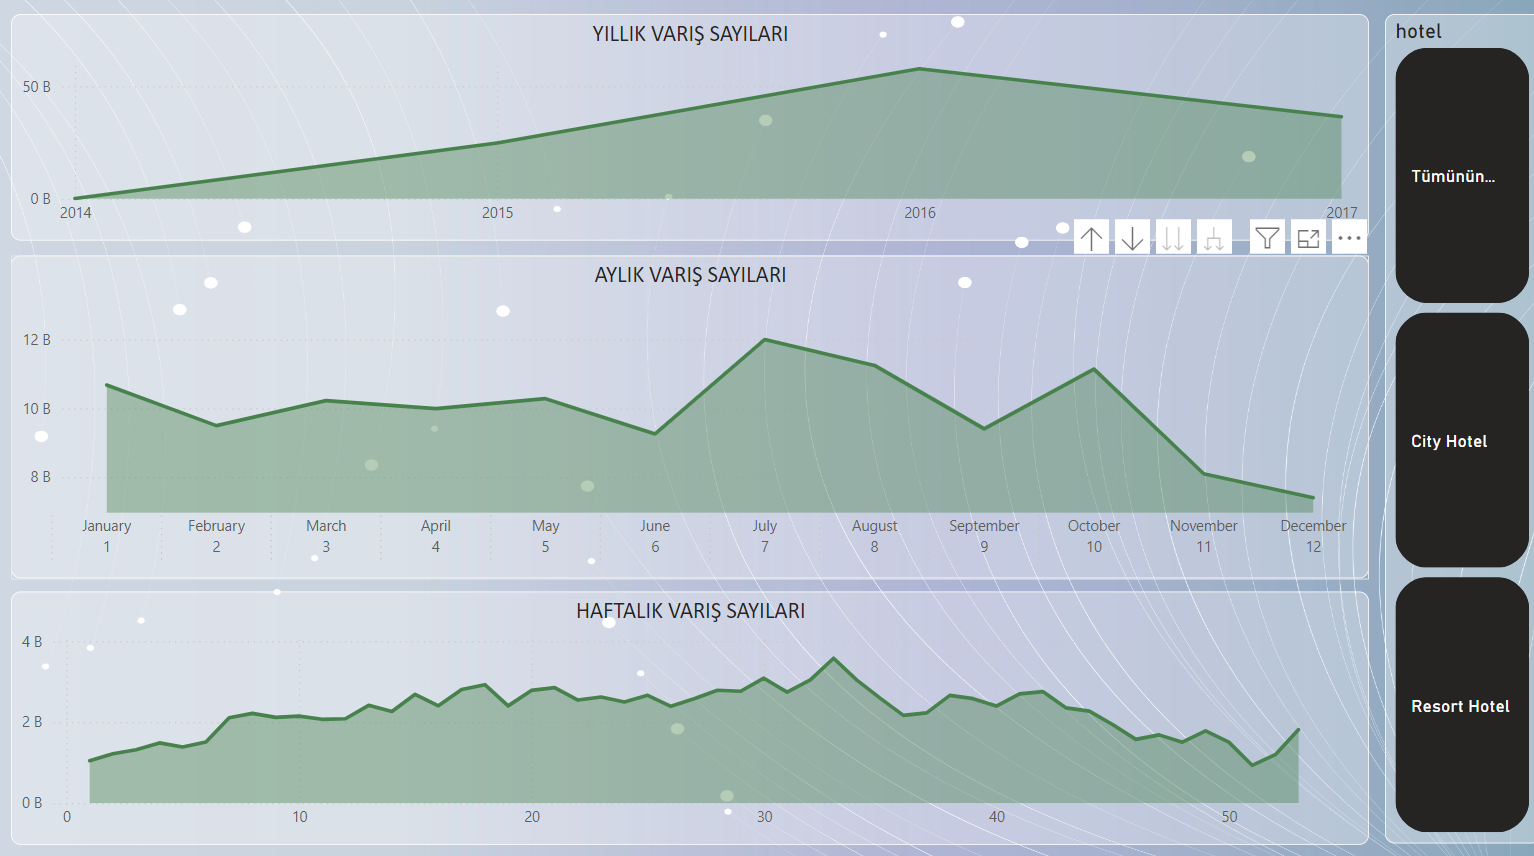 YILLIK VARIŞ SAYILARI
50 B
0 B
2014 2015 2016 2017
AYLIK VARIŞ SAYILARI
12 B
10 B
8 B
January February March April May June July August September October November December
1 2 3 4 5 6 7 8 9 10 11 12
HAFTALIK VARIŞ SAYILARI
4 B
2 B
0 B
0 10 20 30 40 50
hotel
Tümünün...
City Hotel
Resort Hotel